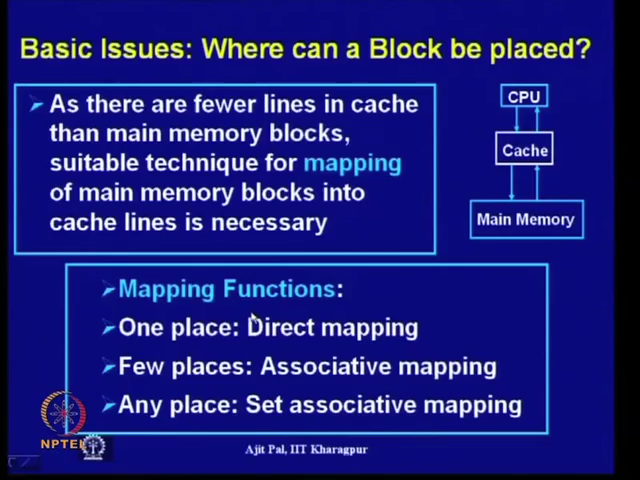 Basic Issues: Where can a Block be placed?
As there are fewer lines in cache
than main memory blocks,
suitable technique for mapping
of main memory blocks into
cache lines is necessary
CPU
Cache
Main Memory
Mapping Functions:
One place: Direct mapping
Few places: Associative mapping
Any place: Set associative mapping
NPTEL
Ajit Pal, IIT Kharagpur